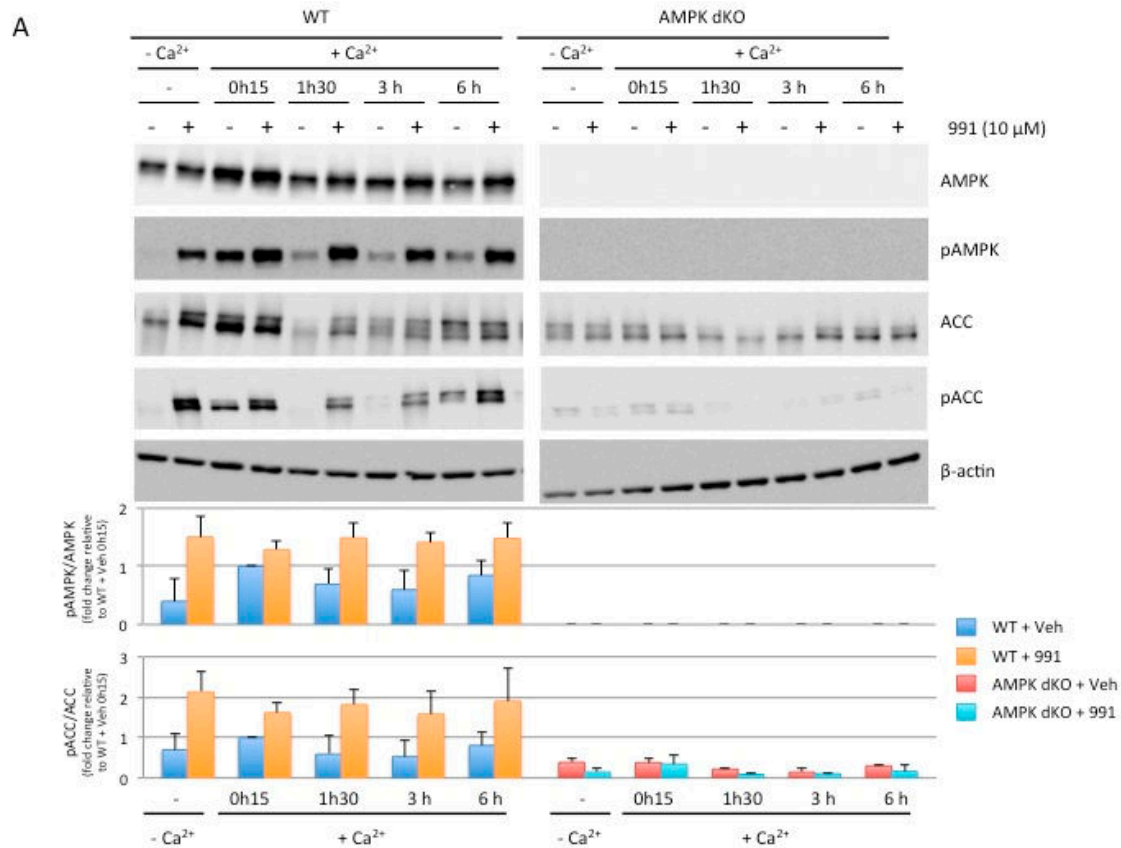 A
WT AMPK dKO
- Ca²⁺ + Ca²⁺ - Ca²⁺ + Ca²⁺
- 0h15 1h30 3 h 6 h - 0h15 1h30 3 h 6 h
- + - + - + - + - + - + - + - + - + - + 991 (10 µM)
AMPK
pAMPK
ACC
pACC
β-actin
pAMPK/AMPK
(fold change relative
to WT + Veh 0h15)
2
1
0
pACC/ACC
(fold change relative
to WT + Veh 0h15)
3
2
1
0
WT + Veh
WT + 991
AMPK dKO + Veh
AMPK dKO + 991
- 0h15 1h30 3 h 6 h - 0h15 1h30 3 h 6 h
- Ca²⁺ + Ca²⁺ - Ca²⁺ + Ca²⁺